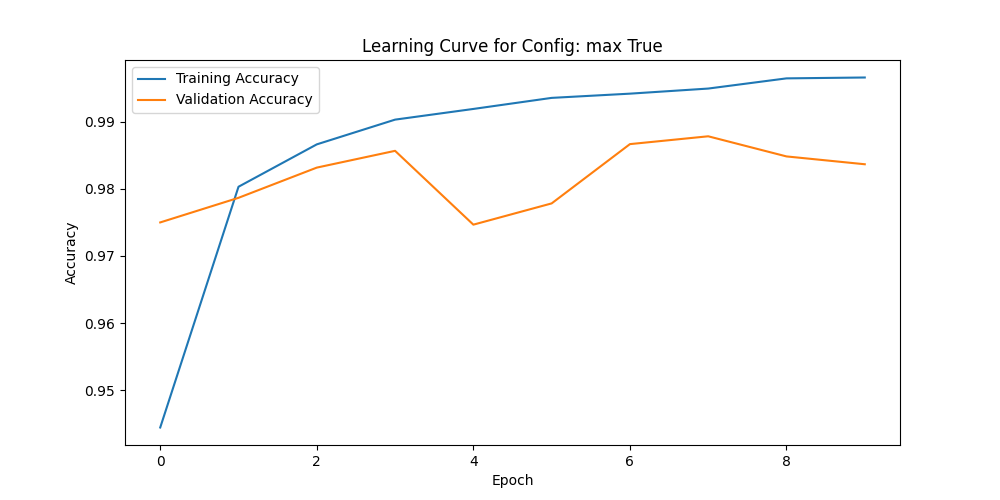 Learning Curve for Config: max True
Training Accuracy
Validation Accuracy
0.99
0.98
0.97
0.96
0.95
Accuracy
0 2 4 6 8
Epoch